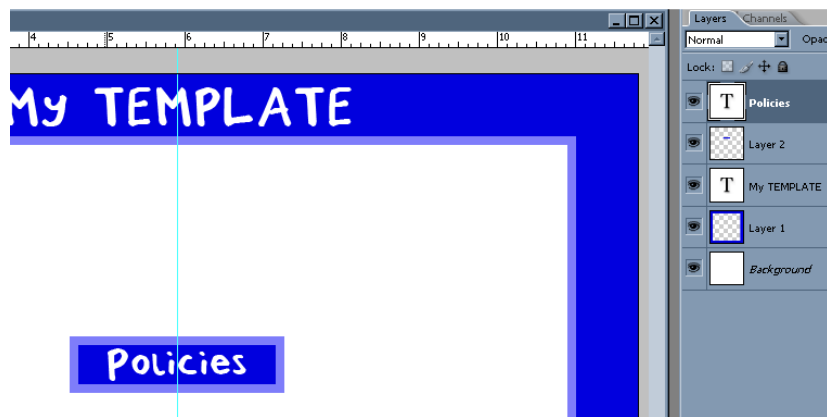 Layers Channels
Normal Opac
4 5 6 7 8 9 10 11
Lock:
My TEMPLATE
T Policies
Layer 2
T My TEMPLATE
Layer 1
Background
Policies